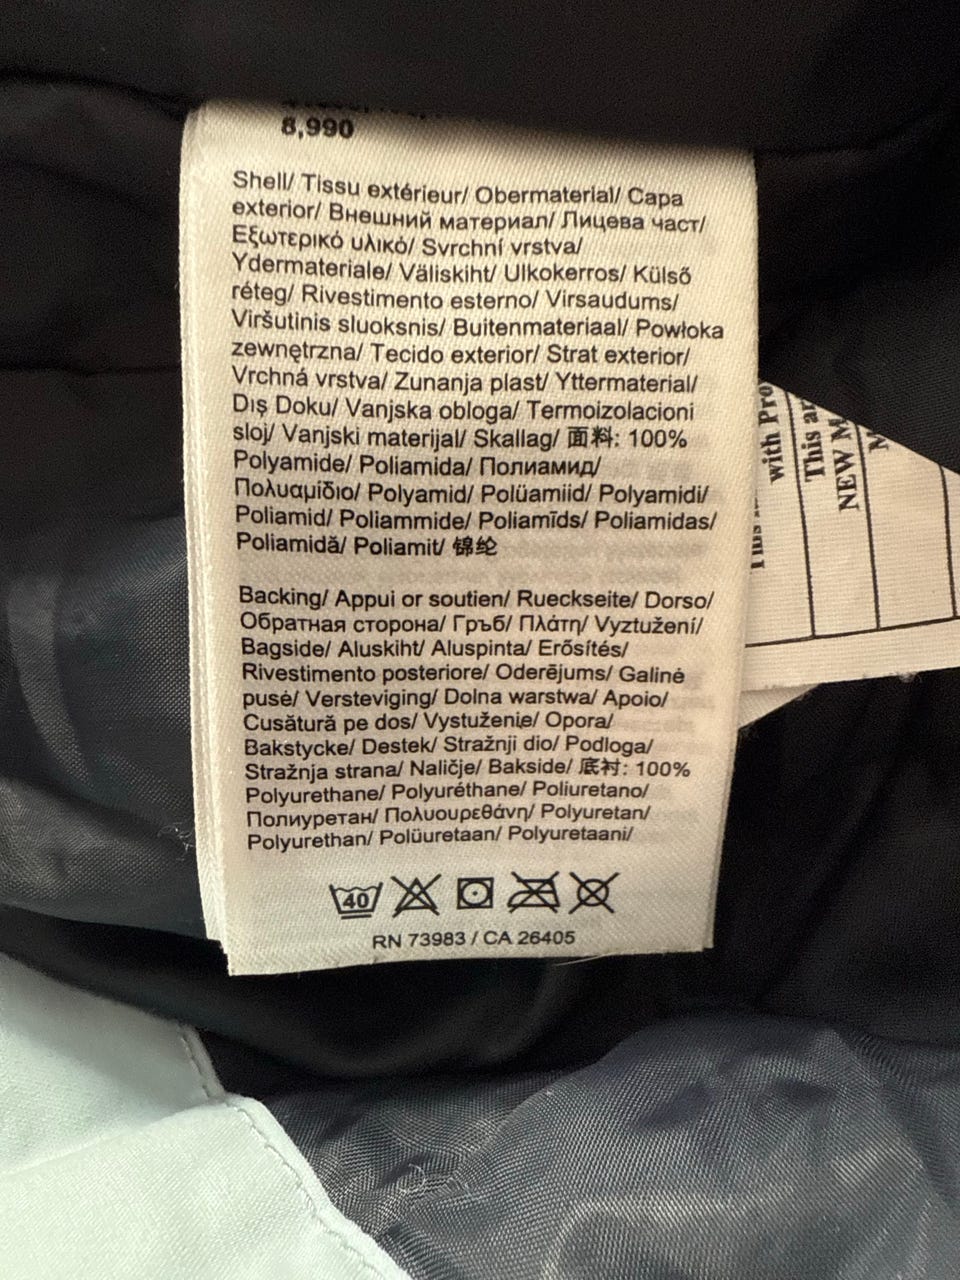 8,990
Shell/ Tissu extérieur/ Obermaterial/ Capa
exterior/ Внешний материал/ Лицева част/
Εξωτερικό υλικό/ Svrchní vrstva/
Ydermateriale/ Väliskiht/ Ulkokerros/ Külső
réteg/ Rivestimento esterno/ Virsaudums/
Viršutinis sluoksnis/ Buitenmateriaal/ Powłoka
zewnętrzna/ Tecido exterior/ Strat exterior/
Vrchná vrstva/ Zunanja plast/ Yttermaterial/
Dış Doku/ Vanjska obloga/ Termoizolacioni
sloj/ Vanjski materijal/ Skallag/ 面料: 100%
Polyamide/ Poliamida/ Полиамид/
Πολυαμίδιο/ Polyamid/ Polüamiid/ Polyamidi/
Poliamid/ Poliammide/ Poliamīds/ Poliamidas/
Poliamidă/ Poliamit/ 锦纶
Backing/ Appui or soutien/ Rueckseite/ Dorso/
Обратная сторона/ Гръб/ Πλάτη/ Vyztužení/
Bagside/ Aluskiht/ Aluspinta/ Erősítés/
Rivestimento posteriore/ Oderējums/ Galinė
pusė/ Versteviging/ Dolna warstwa/ Apoio/
Cusătură pe dos/ Vystuženie/ Opora/
Bakstycke/ Destek/ Stražnji dio/ Podloga/
Stražnja strana/ Naličje/ Bakside/ 底衬: 100%
Polyurethane/ Polyuréthane/ Poliuretano/
Полиуретан/ Πολυουρεθάνη/ Polyuretan/
Polyurethan/ Polüuretaan/ Polyuretaani/
40
RN 73983 / CA 26405
with Pro
This ar
NEW M